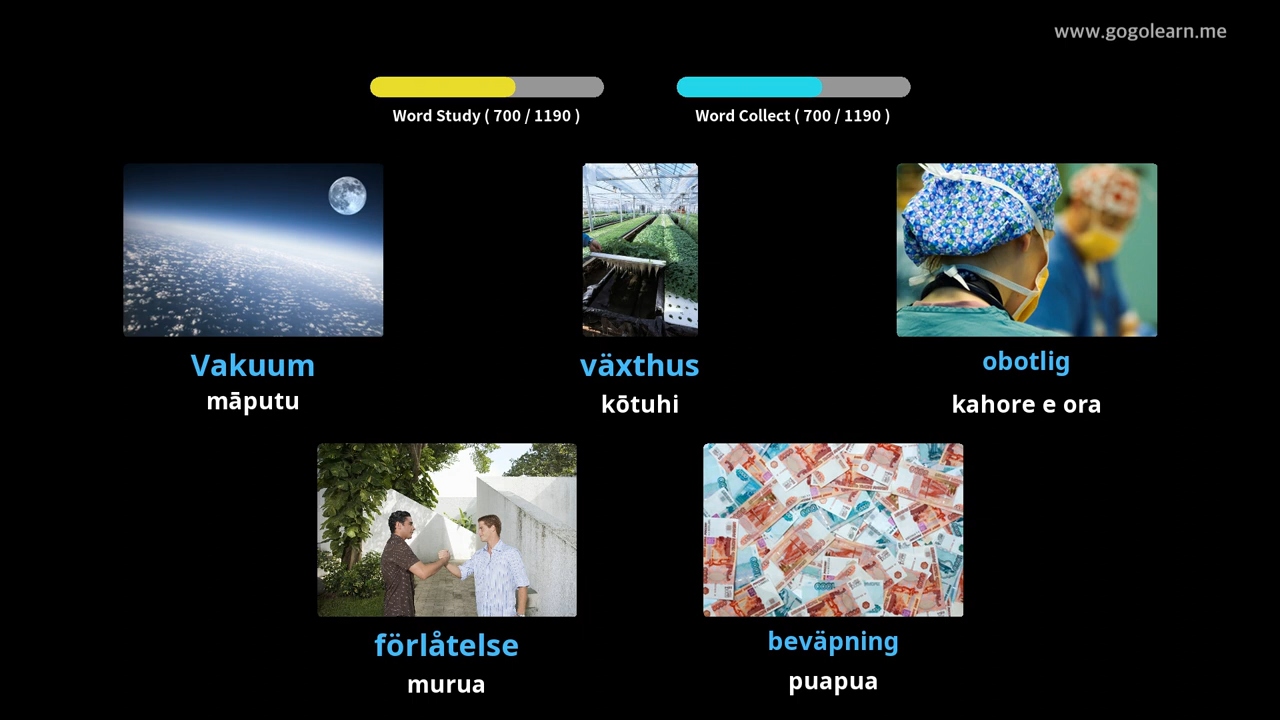 www.gogolearn.me
Word Study ( 700 / 1190 )
Word Collect ( 700 / 1190 )
Vakuum
māputu
växthus
kōtuhi
obotlig
kahore e ora
förlåtelse
murua
beväpning
puapua